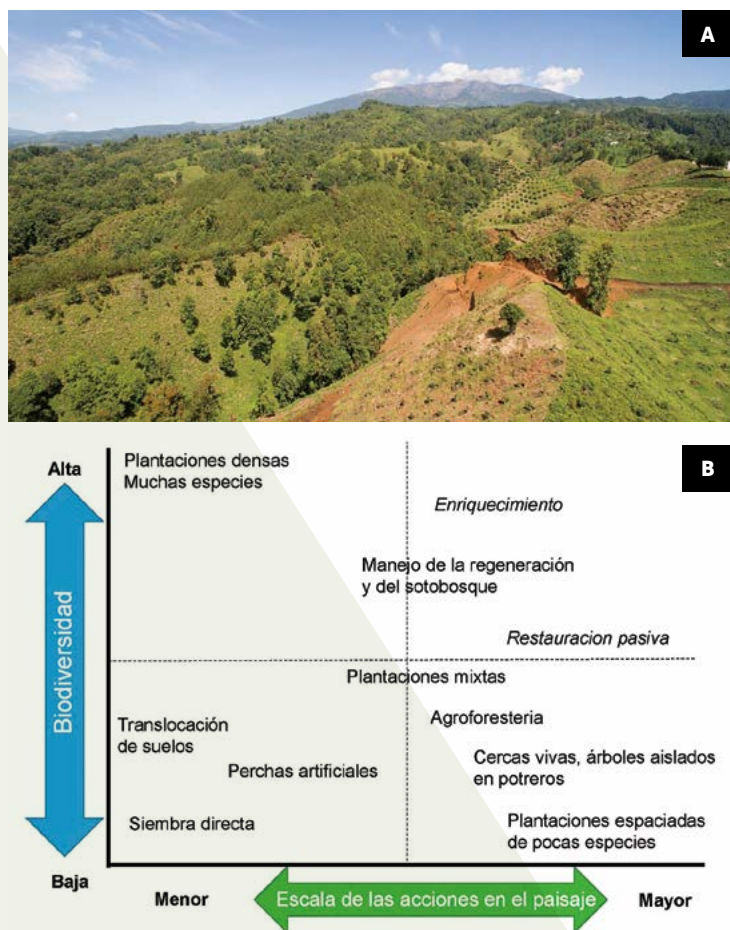 A
B
Alta
Plantaciones densas
Muchas especies
Enriquecimiento
Manejo de la regeneración
y del sotobosque
Restauracion pasiva
Biodiversidad
Plantaciones mixtas
Translocación
de suelos
Agroforesteria
Perchas artificiales
Cercas vivas, árboles aislados
en potreros
Siembra directa
Plantaciones espaciadas
de pocas especies
Baja
Menor
Escala de las acciones en el paisaje
Mayor